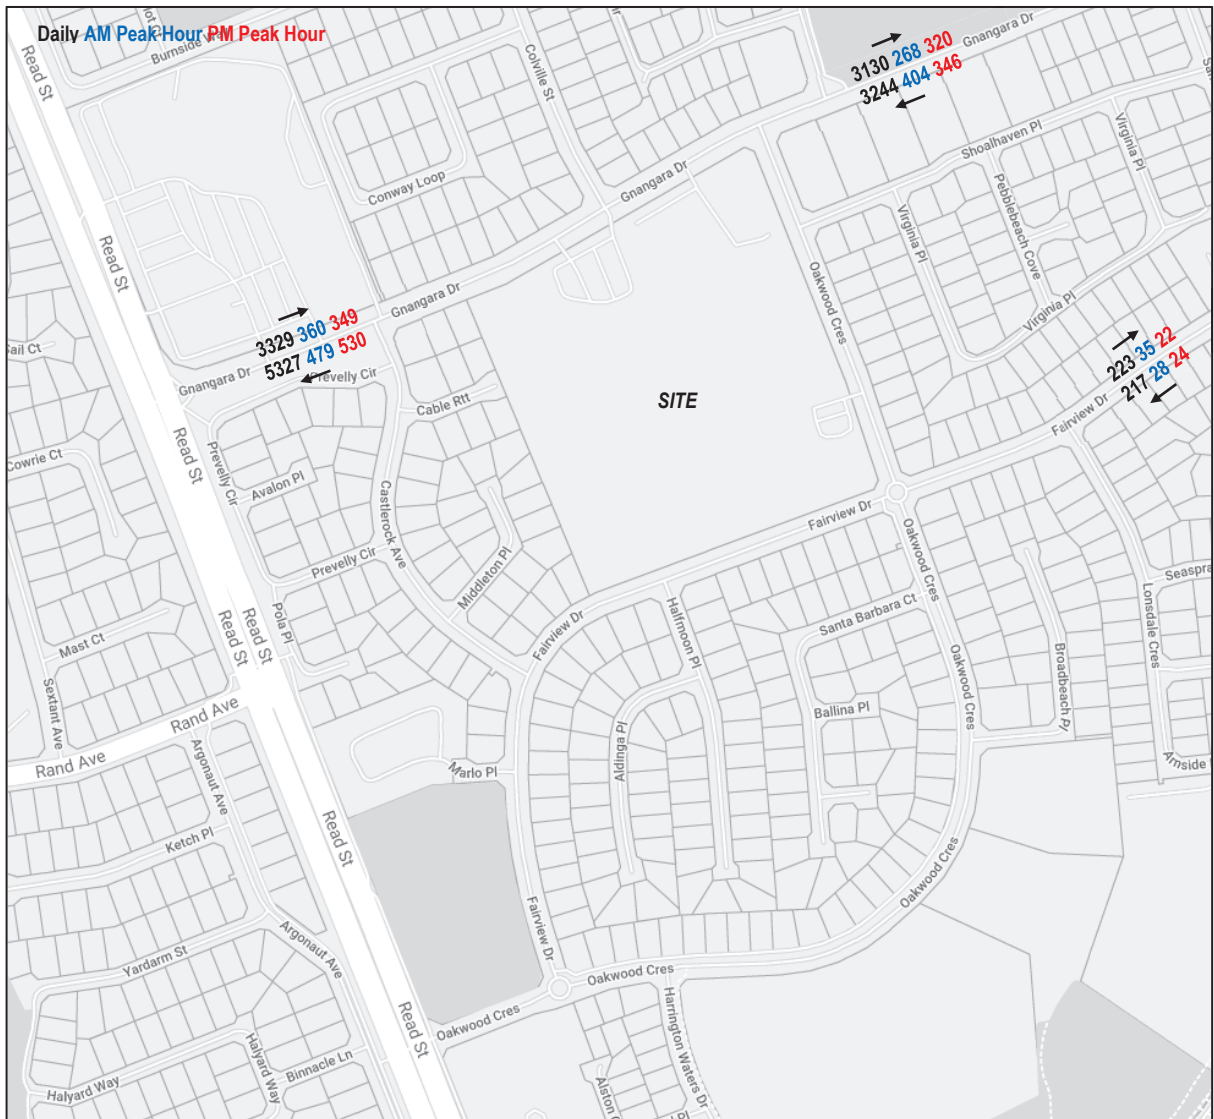 Daily AM Peak Hour PM Peak Hour
Burnside W
Read St
Colville St
Gnangara Dr
3130 268 320
3244 404 346
Shoalhaven Pl
Virginia Pl
Conway Loop
Gnangara Dr
Pebblebeach Cove
Virginia Pl
Read St
Oakwood Cres
Gnangara Dr
Virginia Pl
3329 360 349
5327 479 530
223 35 22
217 28 24
ail Ct
Gnangara Dr
Prevelly Cir
Cable Rtt
SITE
Fairview Dr
Read St
Cowrie Ct
Prevelly Cir
Avalon Pl
Castlerock Ave
Fairview Dr
Oakwood Cres
Prevelly Cir
Middleton Pl
Seaspra
Read St
Read St
Pola Pl
Halfmoon Pl
Santa Barbara Ct
Lonsdale Cres
Fairview Dr
Mast Ct
Oakwood Cres
Broadbeach Py
Sextant Ave
Rand Ave
Ballina Pl
Rand Ave
Argonaut Ave
Aldinga Pl
Marlo Pl
Arnside
Ketch Pl
Read St
Oakwood Cres
Fairview Dr
Yardarm St
Argonaut Ave
Oakwood Cres
Oakwood Cres
Read St
Harrington Waters Dr
Halyard Way
Binnacle Ln
Halyard Way
Alston
Pl